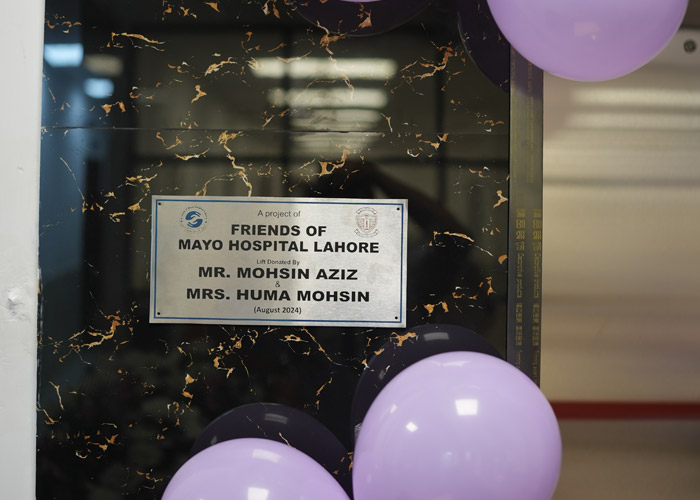 A project of
FRIENDS OF
MAYO HOSPITAL LAHORE
Lift Donated By
MR. MOHSIN AZIZ
&
MRS. HUMA MOHSIN
(August 2024)